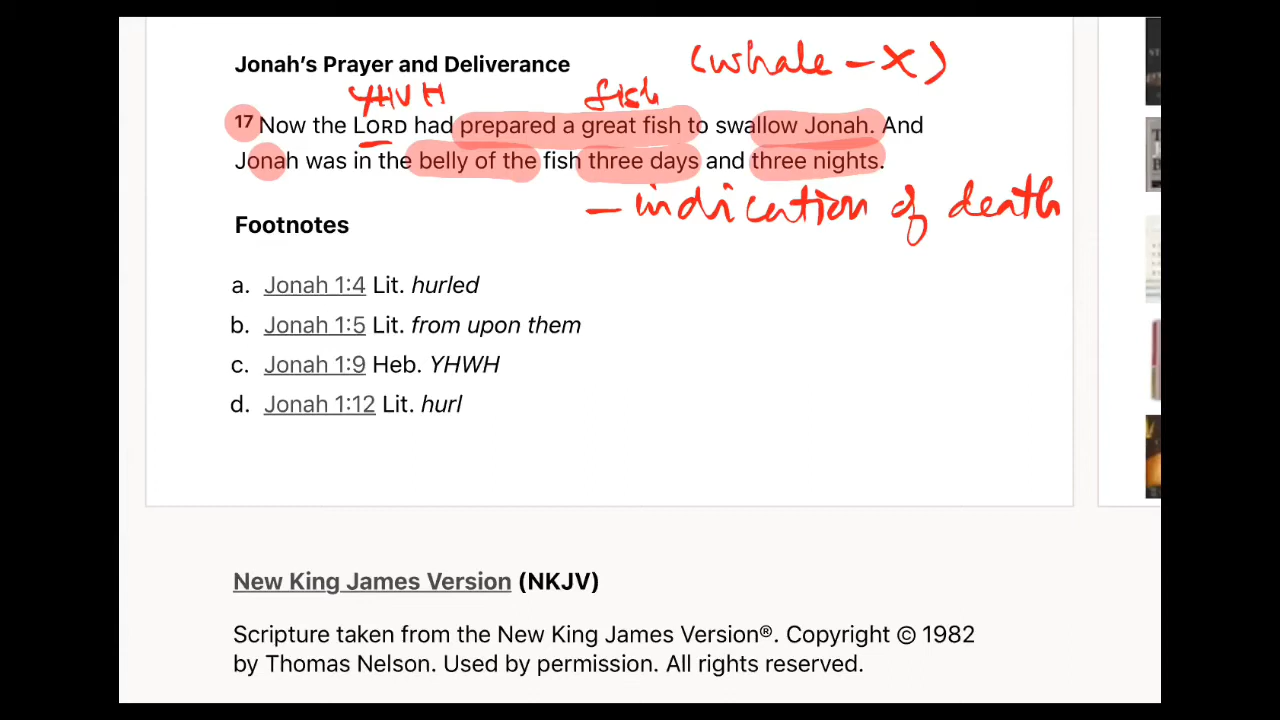 Jonah's Prayer and Deliverance (whale – X)
YHVH fish
17 Now the LORD had prepared a great fish to swallow Jonah. And
Jonah was in the belly of the fish three days and three nights.
– indication of death
Footnotes
a. Jonah 1:4 Lit. hurled
b. Jonah 1:5 Lit. from upon them
c. Jonah 1:9 Heb. YHWH
d. Jonah 1:12 Lit. hurl
New King James Version (NKJV)
Scripture taken from the New King James Version®. Copyright © 1982
by Thomas Nelson. Used by permission. All rights reserved.